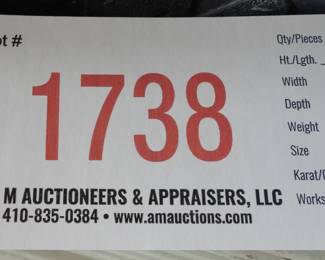 ot #
1738
M AUCTIONEERS & APPRAISERS, LLC
410-835-0384 • www.amauctions.com
Qty/Pieces
Ht./Lgth. _
Width
Depth
Weight
Size
Karat/
Works